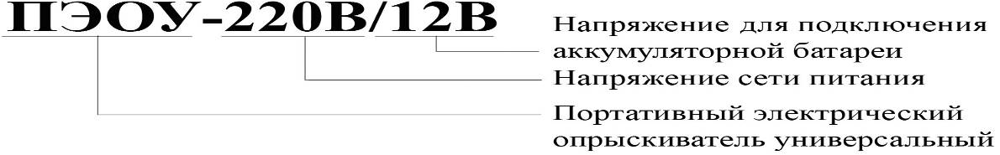 ПЭОУ-220В/12В
Напряжение для подключения
аккумуляторной батареи
Напряжение сети питания
Портативный электрический
опрыскиватель универсальный